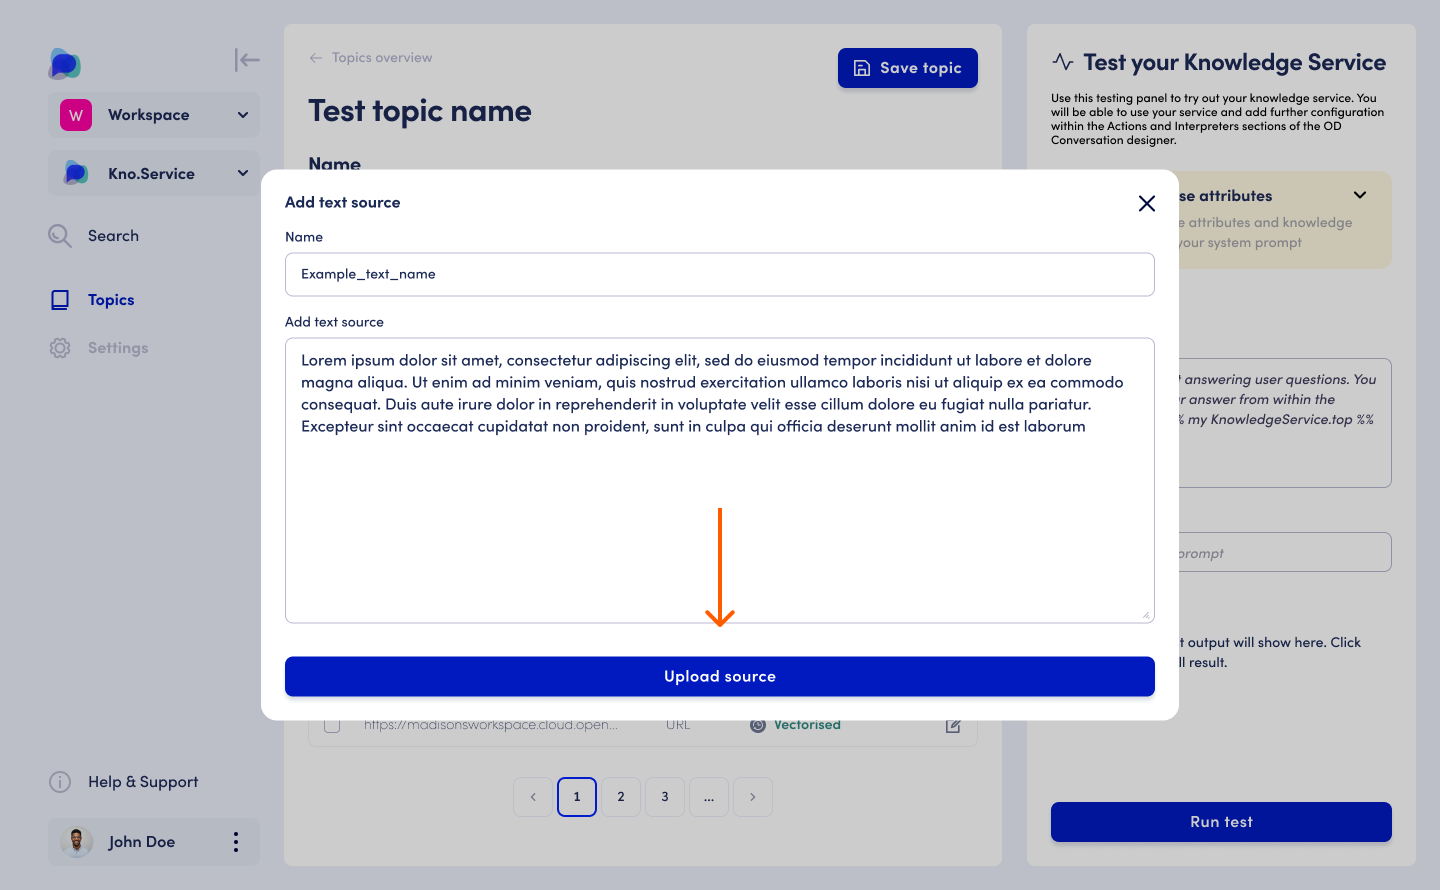 W
Workspace
Kno.Service
Search
Topics
Settings
Help & Support
John Doe
Topics overview
Save topic
Test topic name
Name
Add text source
Name
Example_text_name
Add text source
Lorem ipsum dolor sit amet, consectetur adipiscing elit, sed do eiusmod tempor incididunt ut labore et dolore
magna aliqua. Ut enim ad minim veniam, quis nostrud exercitation ullamco laboris nisi ut aliquip ex ea commodo
consequat. Duis aute irure dolor in reprehenderit in voluptate velit esse cillum dolore eu fugiat nulla pariatur.
Excepteur sint occaecat cupidatat non proident, sunt in culpa qui officia deserunt mollit anim id est laborum
Upload source
https://madisonsworkspace.cloud.open...
URL
Vectorised
1
2
3
...
Test your Knowledge Service
Use this testing panel to try out your knowledge service. You
will be able to use your service and add further configuration
within the Actions and Interpreters sections of the OD
Conversation designer.
se attributes
e attributes and knowledge
your system prompt
t answering user questions. You
r answer from within the
% my KnowledgeService.top %%
prompt
t output will show here. Click
ll result.
Run test